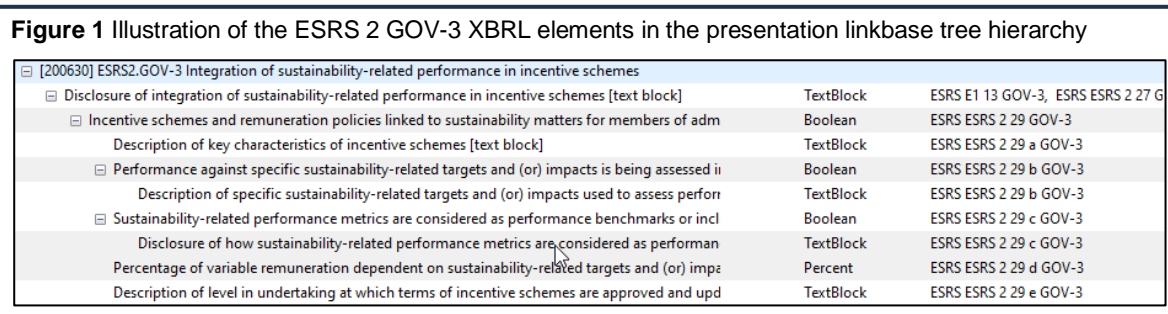 Figure 1 Illustration of the ESRS 2 GOV-3 XBRL elements in the presentation linkbase tree hierarchy
[200630] ESRS2.GOV-3 Integration of sustainability-related performance in incentive schemes
Disclosure of integration of sustainability-related performance in incentive schemes [text block] TextBlock ESRS E1 13 GOV-3, ESRS ESRS 2 27 G
Incentive schemes and remuneration policies linked to sustainability matters for members of adm Boolean ESRS ESRS 2 29 GOV-3
Description of key characteristics of incentive schemes [text block] TextBlock ESRS ESRS 2 29 a GOV-3
Performance against specific sustainability-related targets and (or) impacts is being assessed i Boolean ESRS ESRS 2 29 b GOV-3
Description of specific sustainability-related targets and (or) impacts used to assess perfor TextBlock ESRS ESRS 2 29 b GOV-3
Sustainability-related performance metrics are considered as performance benchmarks or incl Boolean ESRS ESRS 2 29 c GOV-3
Disclosure of how sustainability-related performance metrics are considered as performan TextBlock ESRS ESRS 2 29 c GOV-3
Percentage of variable remuneration dependent on sustainability-related targets and (or) impa Percent ESRS ESRS 2 29 d GOV-3
Description of level in undertaking at which terms of incentive schemes are approved and upd TextBlock ESRS ESRS 2 29 e GOV-3